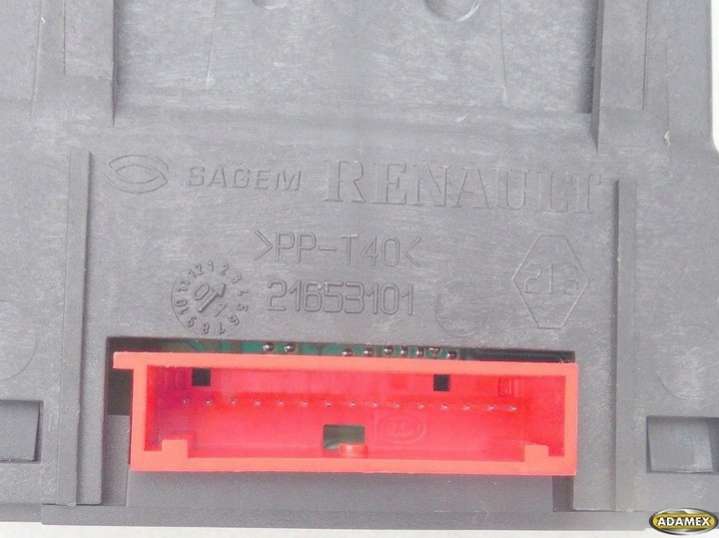 SAGEM RENAULT
>PP-T40<
21653101
ADAMEX